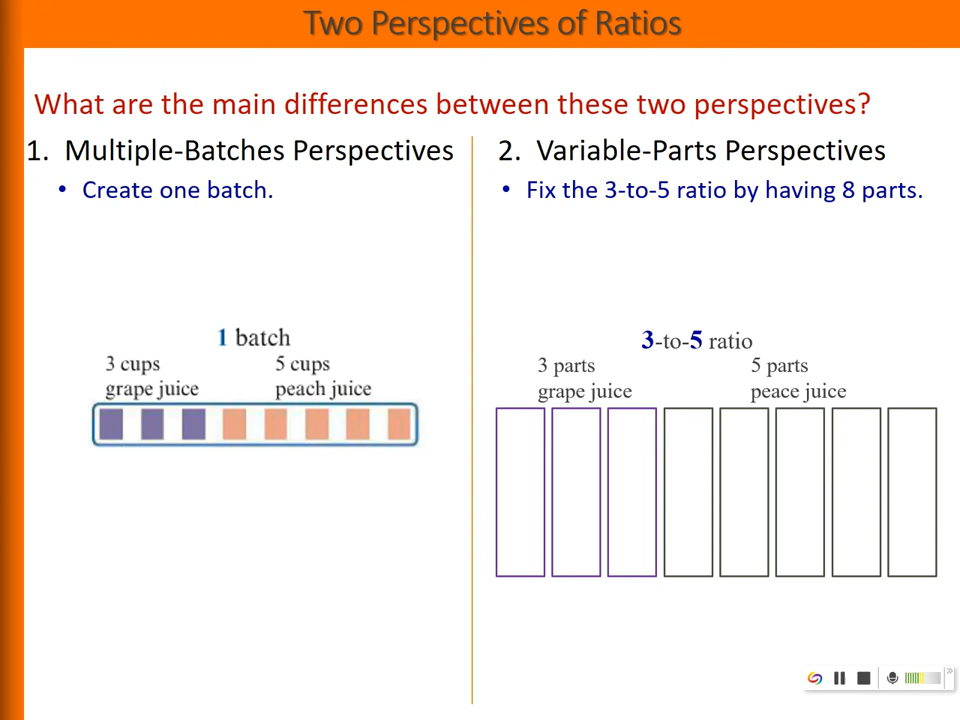 Two Perspectives of Ratios
What are the main differences between these two perspectives?
1. Multiple-Batches Perspectives
• Create one batch.
1 batch
3 cups
grape juice
5 cups
peach juice
2. Variable-Parts Perspectives
• Fix the 3-to-5 ratio by having 8 parts.
3-to-5 ratio
3 parts
grape juice
5 parts
peace juice